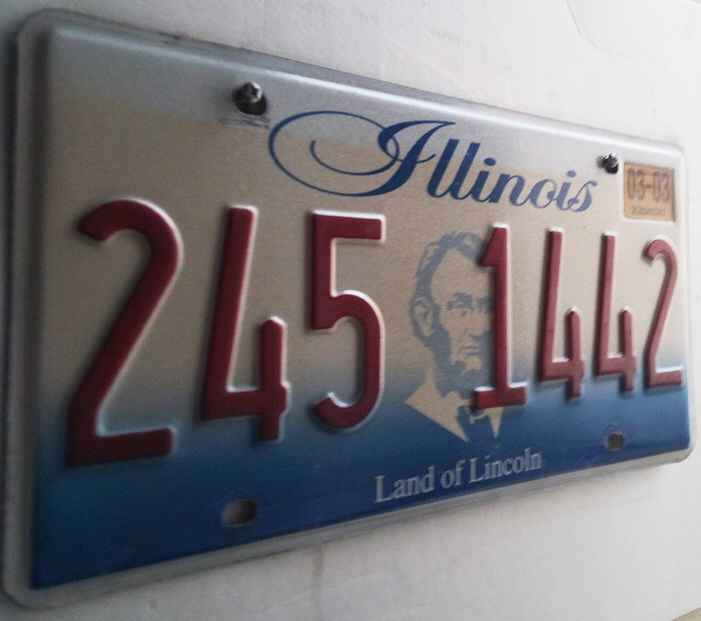 Illinois
03-03
245 1442
Land of Lincoln